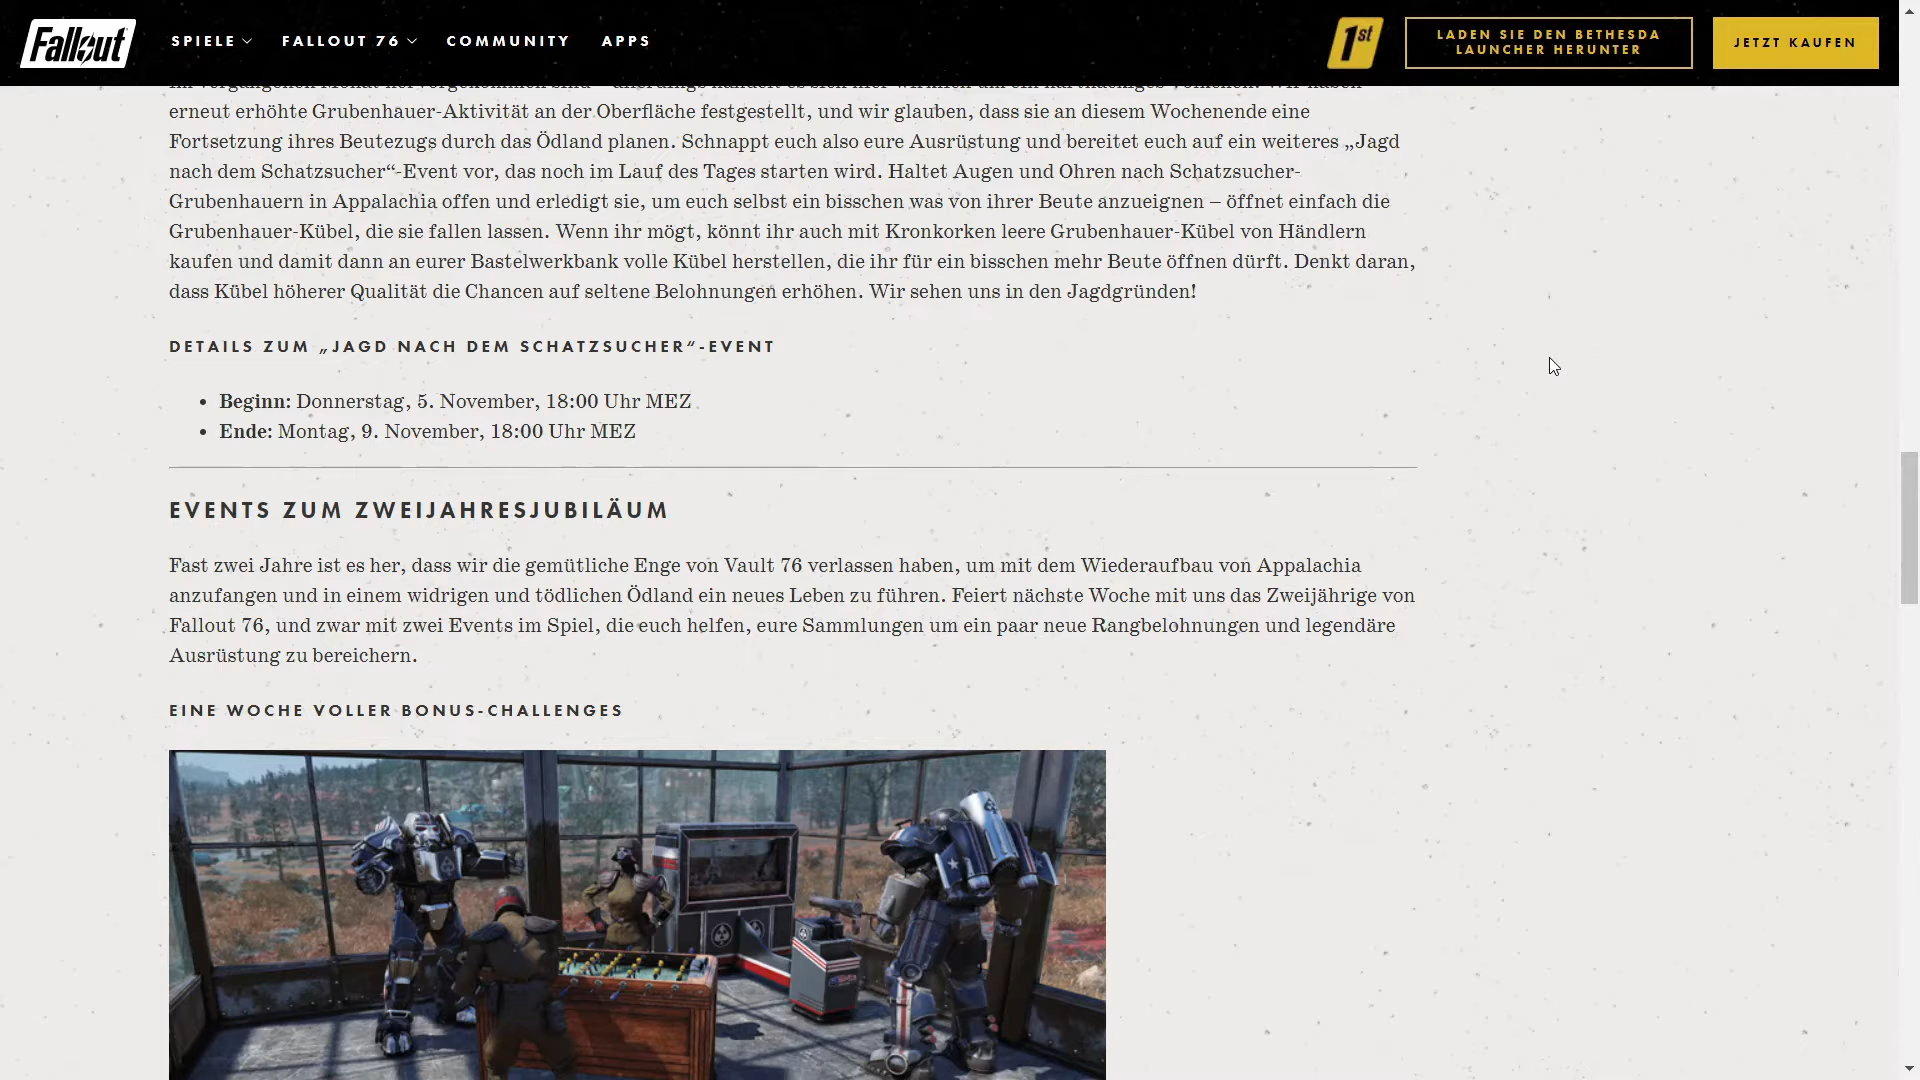 Fallout
SPIELE
FALLOUT 76
COMMUNITY
APPS
1st
LADEN SIE DEN BETHESDA
LAUNCHER HERUNTER
JETZT KAUFEN
erneut erhöhte Grubenhauer-Aktivität an der Oberfläche festgestellt, und wir glauben, dass sie an diesem Wochenende eine
Fortsetzung ihres Beutezugs durch das Ödland planen. Schnappt euch also eure Ausrüstung und bereitet euch auf ein weiteres „Jagd
nach dem Schatzsucher“-Event vor, das noch im Lauf des Tages starten wird. Haltet Augen und Ohren nach Schatzsucher-
Grubenhauern in Appalachia offen und erledigt sie, um euch selbst ein bisschen was von ihrer Beute anzueignen – öffnet einfach die
Grubenhauer-Kübel, die sie fallen lassen. Wenn ihr mögt, könnt ihr auch mit Kronkorken leere Grubenhauer-Kübel von Händlern
kaufen und damit dann an eurer Bastelwerkbank volle Kübel herstellen, die ihr für ein bisschen mehr Beute öffnen dürft. Denkt daran,
dass Kübel höherer Qualität die Chancen auf seltene Belohnungen erhöhen. Wir sehen uns in den Jagdgründen!
DETAILS ZUM „JAGD NACH DEM SCHATZSUCHER“-EVENT
• Beginn: Donnerstag, 5. November, 18:00 Uhr MEZ
• Ende: Montag, 9. November, 18:00 Uhr MEZ
EVENTS ZUM ZWEIJAHRESJUBILÄUM
Fast zwei Jahre ist es her, dass wir die gemütliche Enge von Vault 76 verlassen haben, um mit dem Wiederaufbau von Appalachia
anzufangen und in einem widrigen und tödlichen Ödland ein neues Leben zu führen. Feiert nächste Woche mit uns das Zweijährige von
Fallout 76, und zwar mit zwei Events im Spiel, die euch helfen, eure Sammlungen um ein paar neue Rangbelohnungen und legendäre
Ausrüstung zu bereichern.
EINE WOCHE VOLLER BONUS-CHALLENGES